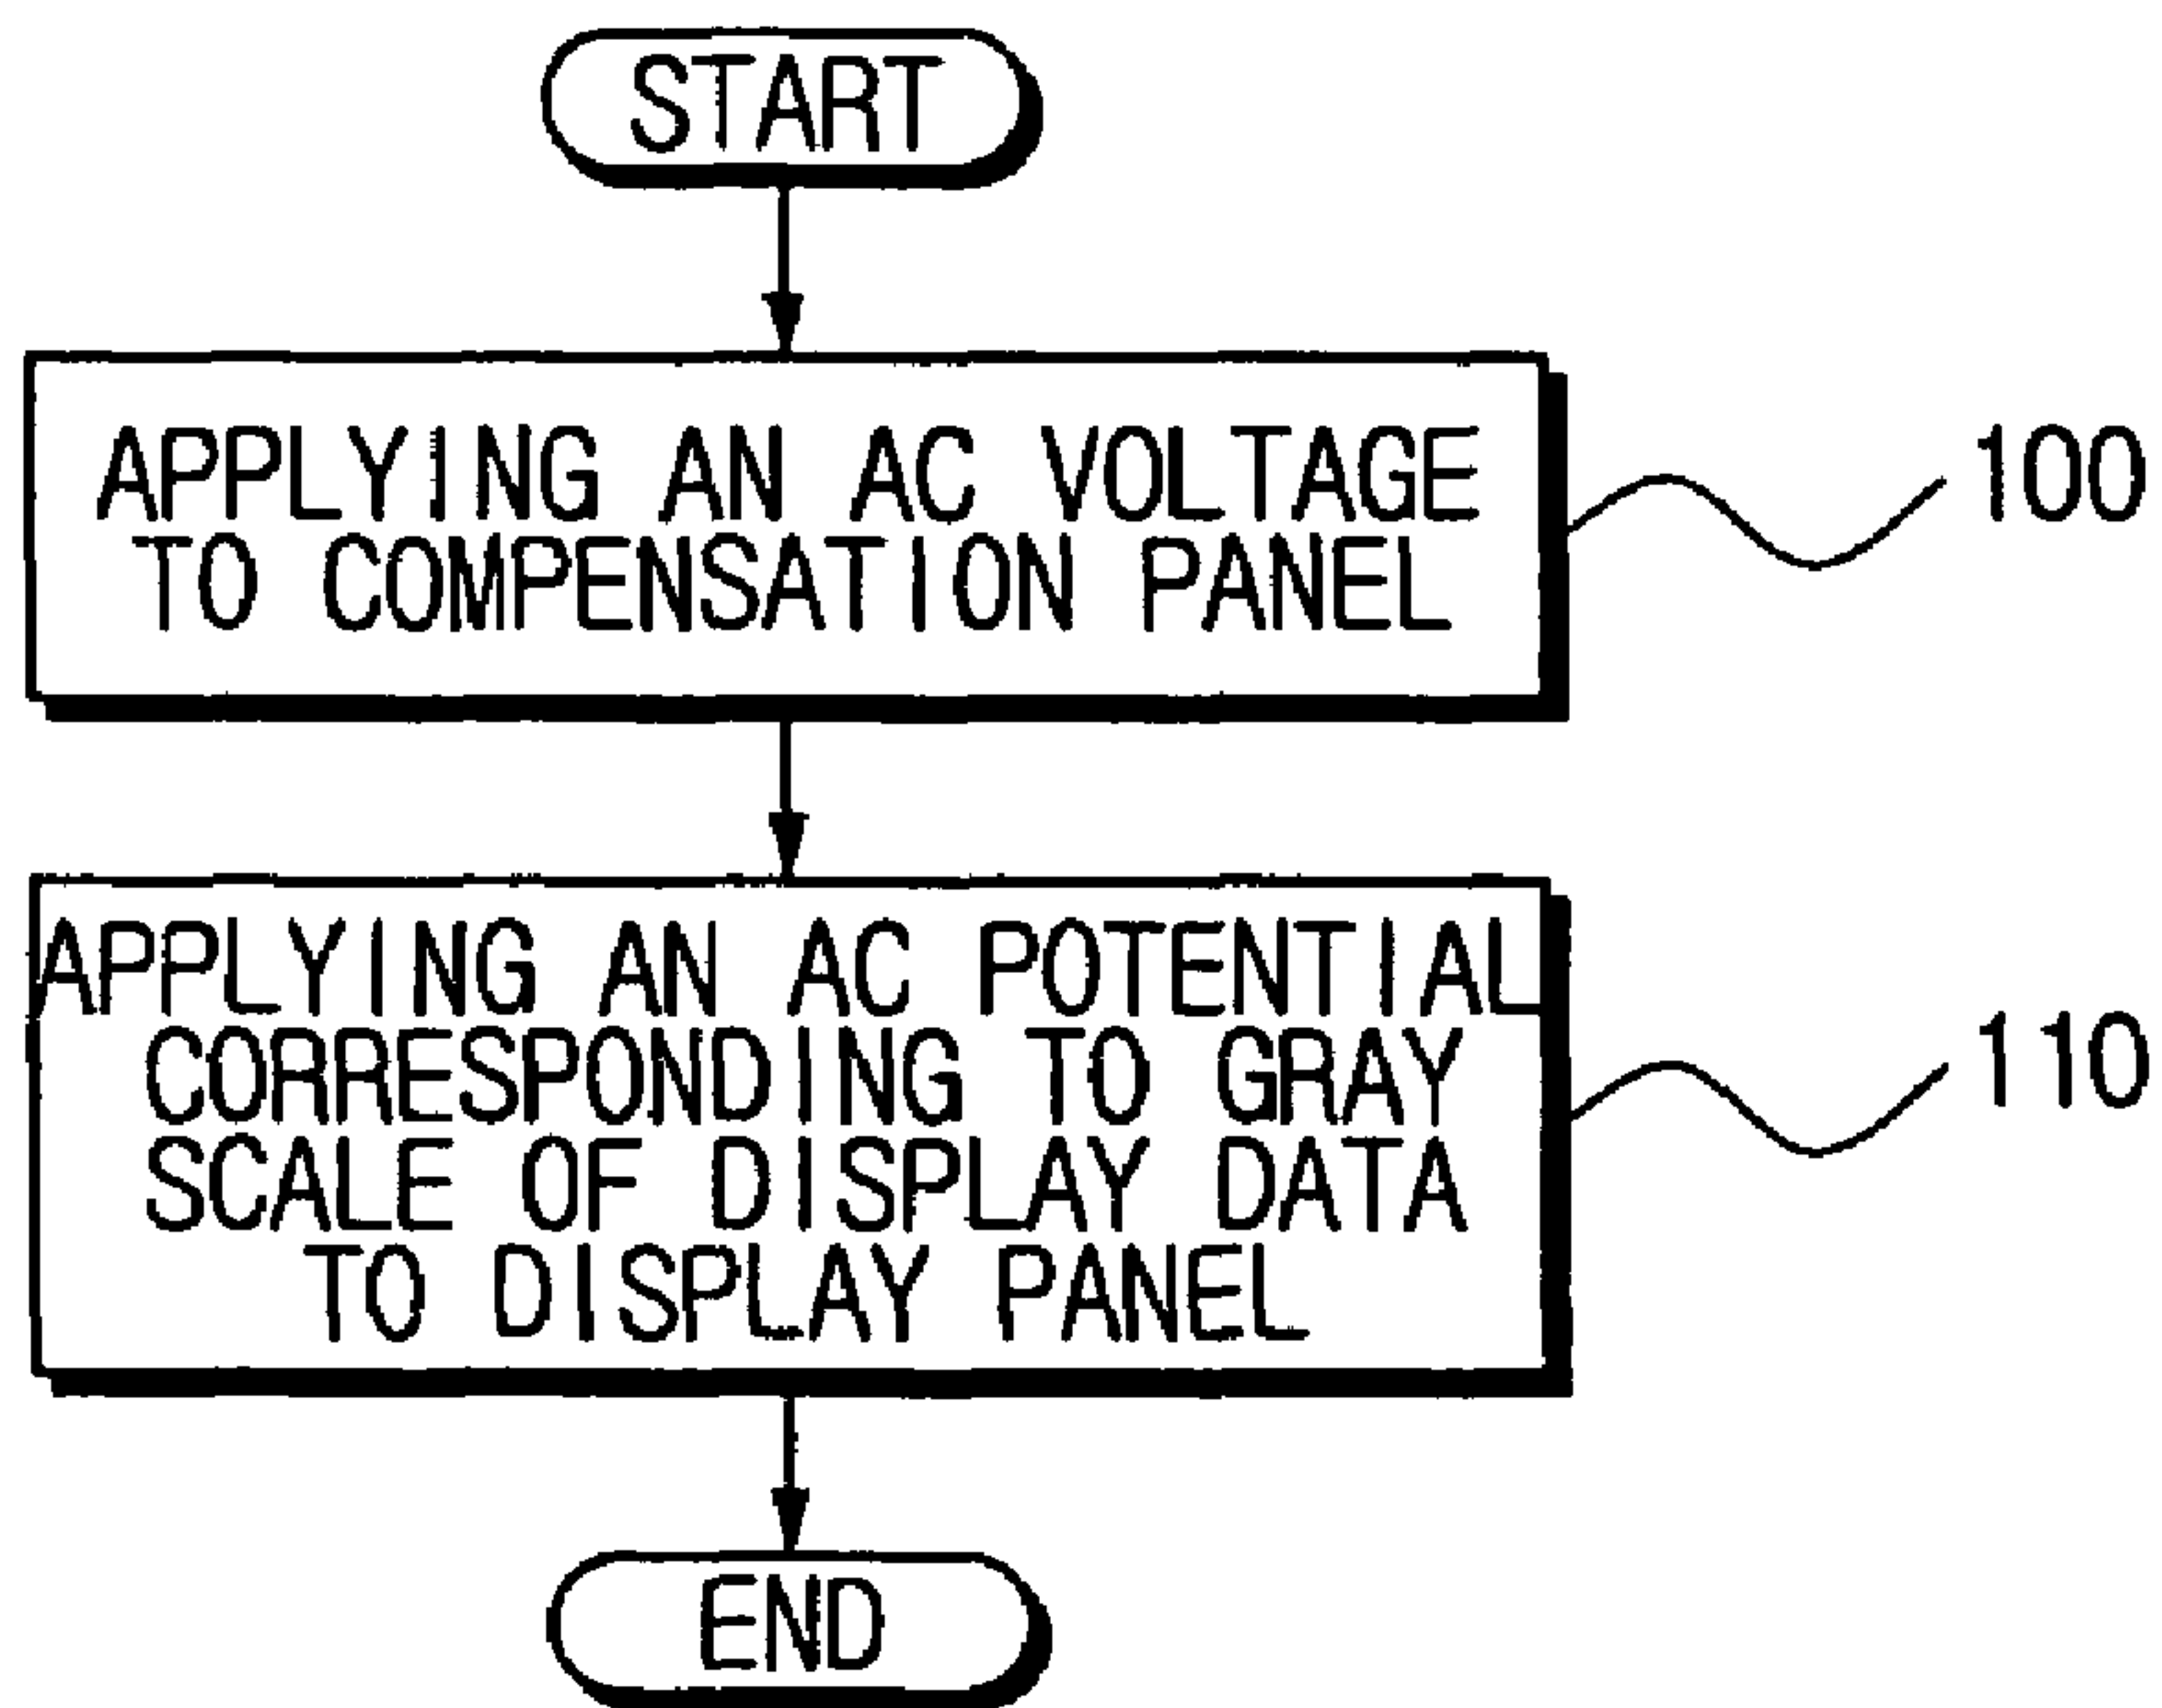 START
APPLYING AN AC VOLTAGE
TO COMPENSATION PANEL
100
APPLYING AN AC POTENTIAL
CORRESPONDING TO GRAY
SCALE OF DISPLAY DATA
TO DISPLAY PANEL
110
END